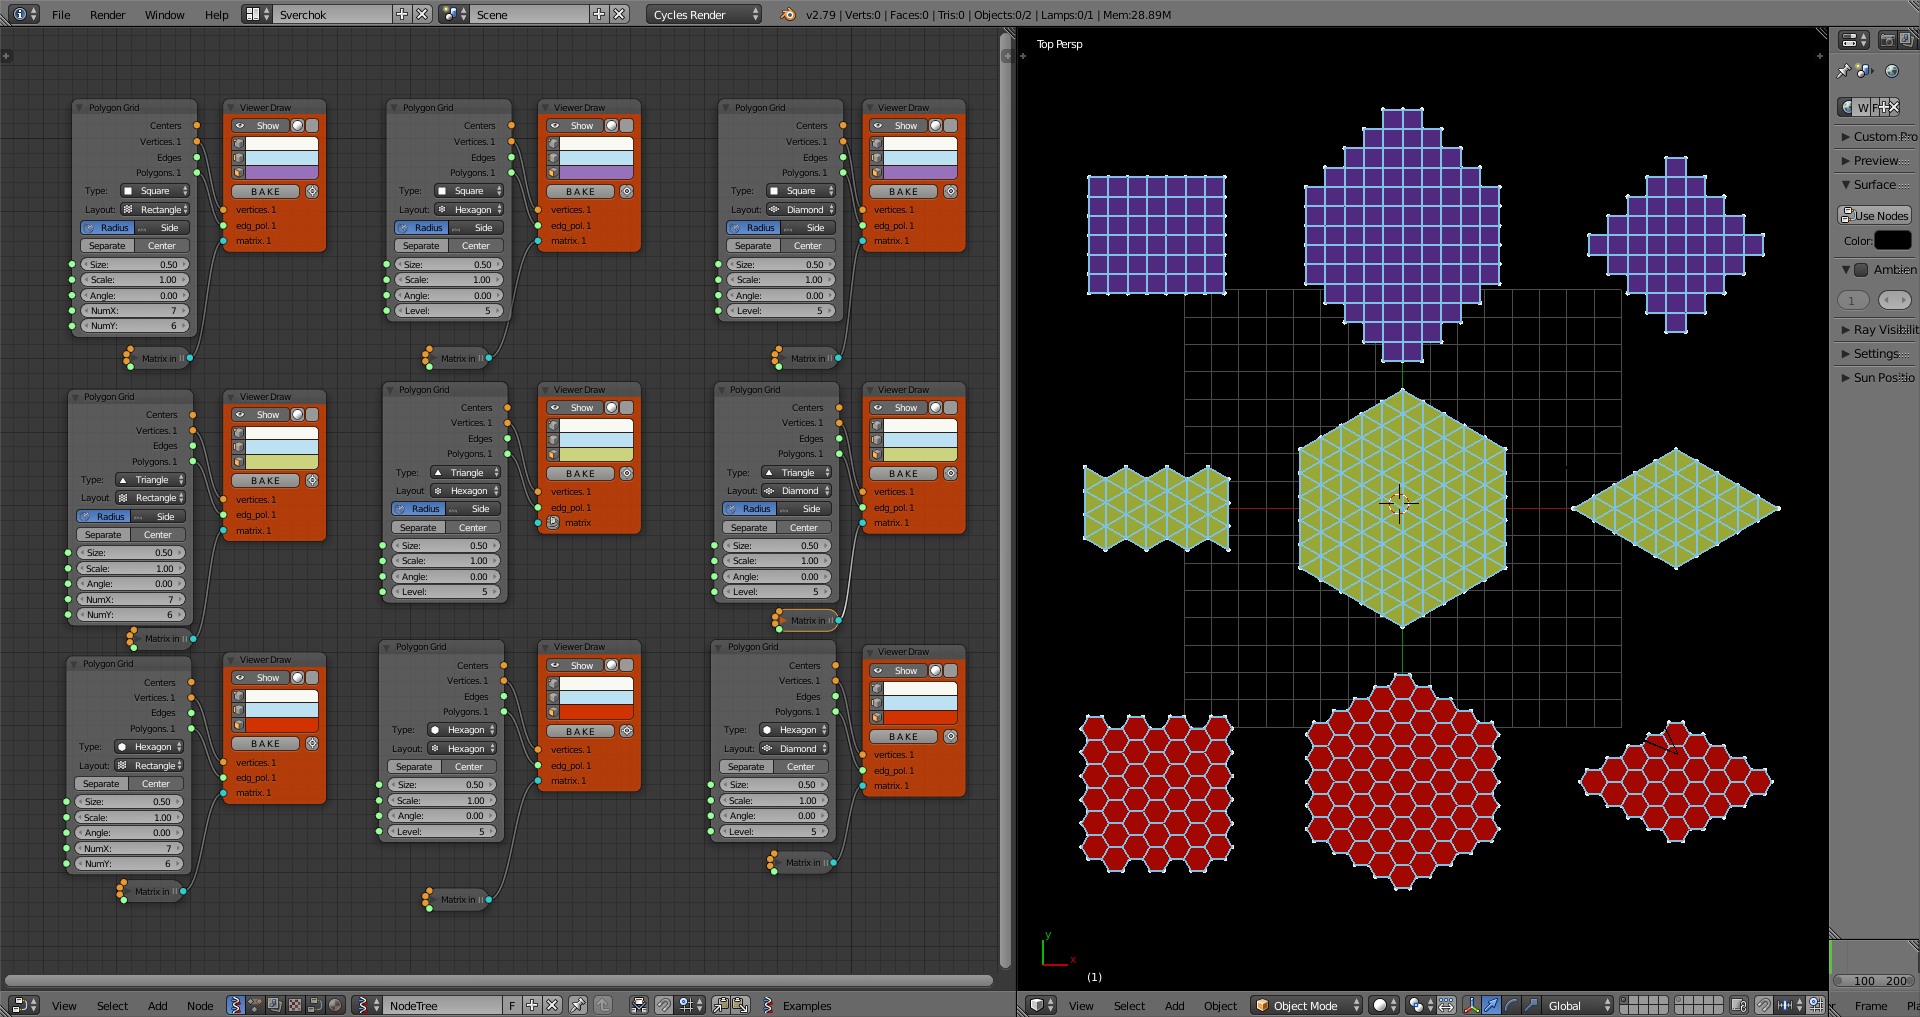 File Render Window Help Sverchok Scene Cycles Render v2.79 | Verts:0 | Faces:0 | Tris:0 | Objects:0/2 | Lamps:0/1 | Mem:28.89M
Polygon Grid
Centers
Vertices. 1
Edges
Polygons. 1
Type: Square
Layout: Rectangle
Radius Side
Separate Center
Size: 0.50
Scale: 1.00
Angle: 0.00
NumX: 7
NumY: 6
Matrix in
Viewer Draw
Show
BAKE
vertices. 1
edg_pol. 1
matrix. 1
Polygon Grid
Centers
Vertices. 1
Edges
Polygons. 1
Type: Square
Layout: Hexagon
Radius Side
Separate Center
Size: 0.50
Scale: 1.00
Angle: 0.00
Level: 5
Matrix in
Viewer Draw
Show
BAKE
vertices. 1
edg_pol. 1
matrix. 1
Polygon Grid
Centers
Vertices. 1
Edges
Polygons. 1
Type: Square
Layout: Diamond
Radius Side
Separate Center
Size: 0.50
Scale: 1.00
Angle: 0.00
Level: 5
Matrix in
Viewer Draw
Show
BAKE
vertices. 1
edg_pol. 1
matrix. 1
Polygon Grid
Centers
Vertices. 1
Edges
Polygons. 1
Type: Triangle
Layout Rectangle
Radius Side
Separate Center
Size: 0.50
Scale: 1.00
Angle: 0.00
NumX: 7
NumY: 6
Matrix in
Viewer Draw
Show
BAKE
vertices. 1
edg_pol. 1
matrix. 1
Polygon Grid
Centers
Vertices. 1
Edges
Polygons. 1
Type: Triangle
Layout Hexagon
Radius Side
Separate Center
Size: 0.50
Scale: 1.00
Angle: 0.00
Level: 5
Viewer Draw
Show
BAKE
vertices. 1
edg_pol. 1
matrix
Polygon Grid
Centers
Vertices. 1
Edges
Polygons. 1
Type: Triangle
Layout: Diamond
Radius Side
Separate Center
Size: 0.50
Scale: 1.00
Angle: 0.00
Level: 5
Matrix in
Viewer Draw
Show
BAKE
vertices. 1
edg_pol. 1
matrix. 1
Polygon Grid
Centers
Vertices. 1
Edges
Polygons. 1
Type: Hexagon
Layout: Rectangle
Separate Center
Size: 0.50
Scale: 1.00
Angle: 0.00
NumX: 7
NumY: 6
Matrix in
Viewer Draw
Show
BAKE
vertices. 1
edg_pol. 1
matrix. 1
Polygon Grid
Centers
Vertices. 1
Edges
Polygons. 1
Type: Hexagon
Layout: Hexagon
Separate Center
Size: 0.50
Scale: 1.00
Angle: 0.00
Level: 5
Matrix in
Viewer Draw
Show
BAKE
vertices. 1
edg_pol. 1
matrix. 1
Polygon Grid
Centers
Vertices. 1
Edges
Polygons. 1
Type: Hexagon
Layout: Diamond
Separate Center
Size: 0.50
Scale: 1.00
Angle: 0.00
Level: 5
Matrix in
Viewer Draw
Show
BAKE
vertices. 1
edg_pol. 1
matrix. 1
View Select Add Node NodeTree F Examples
Top Persp
y
x
(1)
View Select Add Object Object Mode Global
W F
Custom Pro
Preview
Surface
Use Nodes
Color:
Ambien
1
Ray Visibilit
Settings
Sun Positio
100 200
Frame